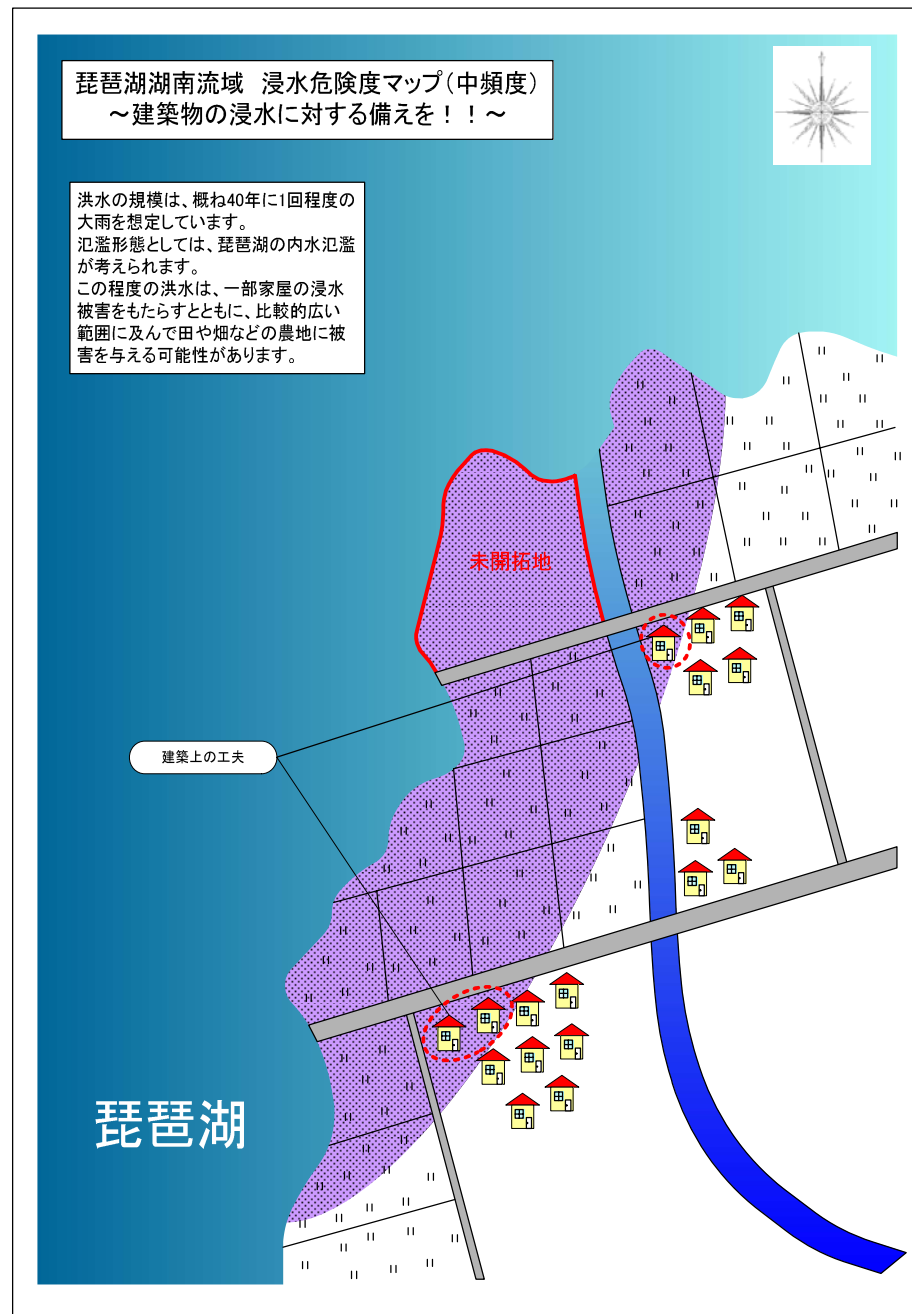 琵琶湖湖南流域　浸水危険度マップ（中頻度）
～建築物の浸水に対する備えを！！～
洪水の規模は、概ね40年に1回程度の
大雨を想定しています。
氾濫形態としては、琵琶湖の内水氾濫
が考えられます。
この程度の洪水は、一部家屋の浸水
被害をもたらすとともに、比較的広い
範囲に及んで田や畑などの農地に被
害を与える可能性があります。
未開拓地
建築上の工夫
琵琶湖